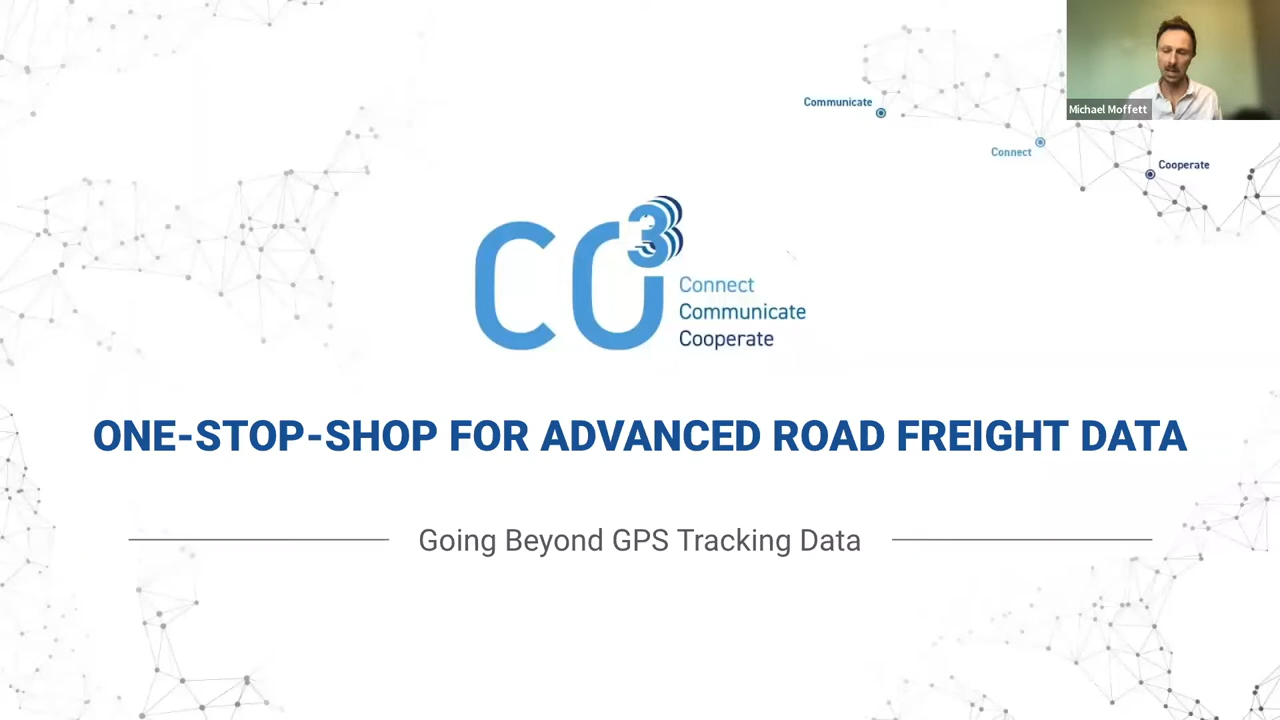 Michael Moffett
Communicate
Connect
Cooperate
CO3
Connect
Communicate
Cooperate
ONE-STOP-SHOP FOR ADVANCED ROAD FREIGHT DATA
Going Beyond GPS Tracking Data